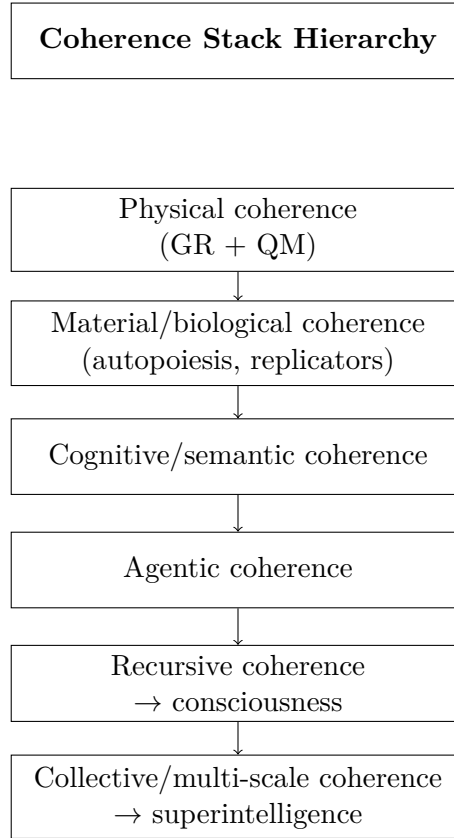 Coherence Stack Hierarchy
Physical coherence
(GR + QM)
Material/biological coherence
(autopoiesis, replicators)
Cognitive/semantic coherence
Agentic coherence
Recursive coherence
→ consciousness
Collective/multi-scale coherence
→ superintelligence